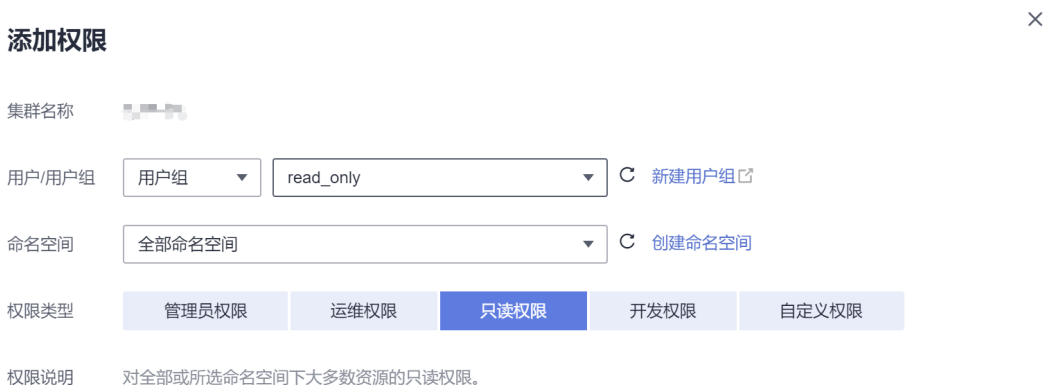 添加权限
集群名称
用户/用户组 用户组 read_only 新建用户组
命名空间 全部命名空间 创建命名空间
权限类型 管理员权限 运维权限 只读权限 开发权限 自定义权限
权限说明 对全部或所选命名空间下大多数资源的只读权限。